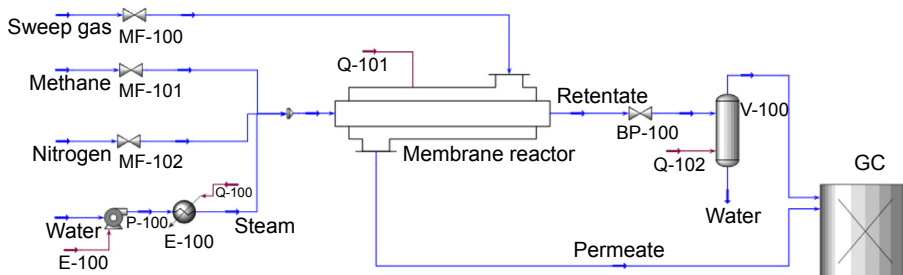 Sweep gas
MF-100
Methane
MF-101
Nitrogen
MF-102
Water
P-100
E-100
Q-100
E-100
Steam
Q-101
Membrane reactor
Retentate
BP-100
V-100
Q-102
Water
Permeate
GC